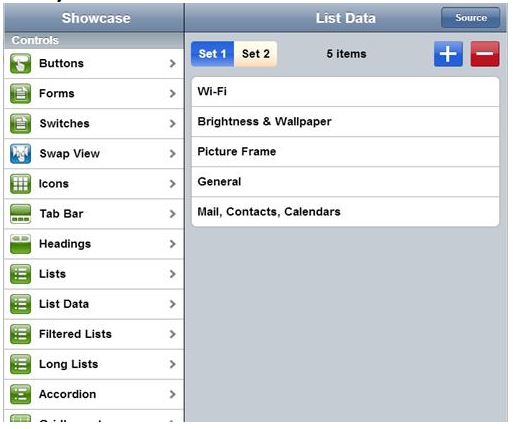 Showcase
List Data
Source
Controls
Buttons
Forms
Switches
Swap View
Icons
Tab Bar
Headings
Lists
List Data
Filtered Lists
Long Lists
Accordion
Set 1
Set 2
5 items
Wi-Fi
Brightness & Wallpaper
Picture Frame
General
Mail, Contacts, Calendars